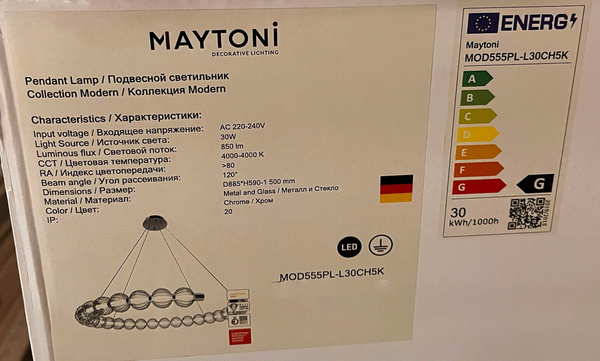 MAYTONI
DECORATIVE LIGHTING
Pendant Lamp / Подвесной светильник
Collection Modern / Коллекция Modern
Characteristics / Характеристики:
Input voltage / Входящее напряжение: AC 220-240V
Light Source / Источник света: 30W
Luminous flux / Световой поток: 850 lm
CCT / Цветовая температура: 4000-4000 K
RA / Индекс цветопередачи: >80
Beam angle / Угол рассеивания: 120°
Dimensions / Размер: D885*H590-1 500 mm
Material / Материал: Metal and Glass / Металл и Стекло
Color / Цвет: Chrome / Хром
IP: 20
LED
MOD555PL-L30CH5K
ENERG
Maytoni
MOD555PL-L30CH5K
A
B
C
D
E
F
G
G
30
kWh/1000h
2019/2015